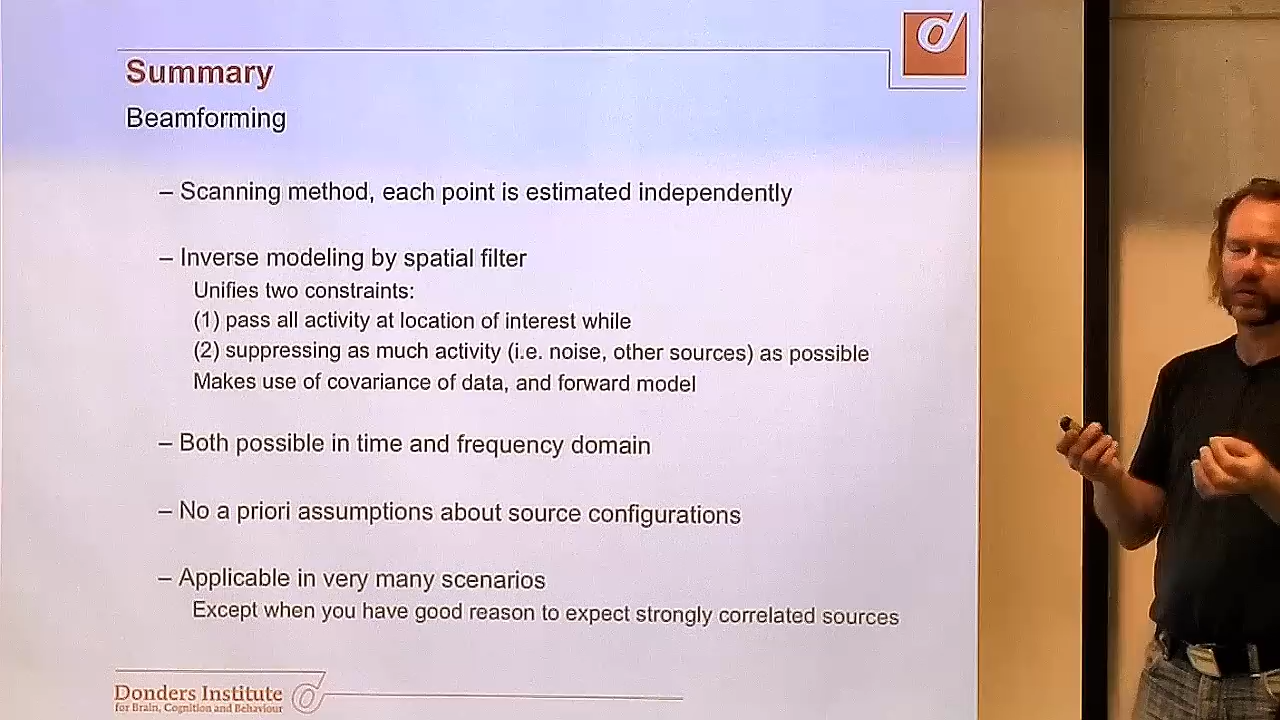 Summary
Beamforming
– Scanning method, each point is estimated independently
– Inverse modeling by spatial filter
Unifies two constraints:
(1) pass all activity at location of interest while
(2) suppressing as much activity (i.e. noise, other sources) as possible
Makes use of covariance of data, and forward model
– Both possible in time and frequency domain
– No a priori assumptions about source configurations
– Applicable in very many scenarios
Except when you have good reason to expect strongly correlated sources
Donders Institute
for Brain, Cognition and Behaviour